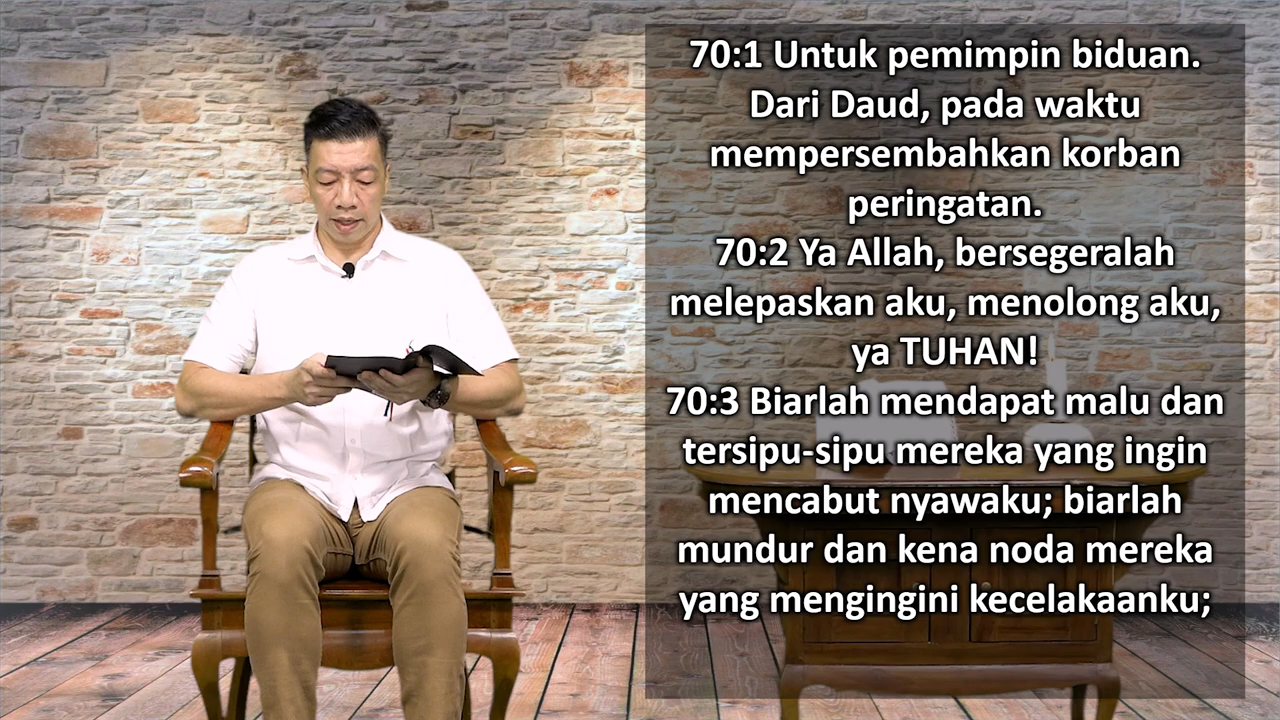 70:1 Untuk pemimpin biduan.
Dari Daud, pada waktu
mempersembahkan korban
peringatan.
70:2 Ya Allah, bersegeralah
melepaskan aku, menolong aku,
ya TUHAN!
70:3 Biarlah mendapat malu dan
tersipu-sipu mereka yang ingin
mencabut nyawaku; biarlah
mundur dan kena noda mereka
yang mengingini kecelakaanku;